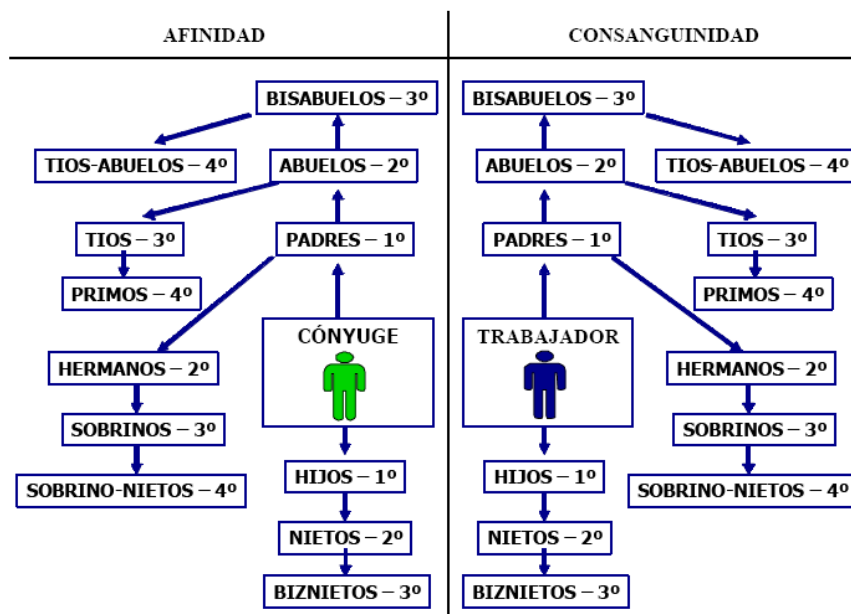 AFINIDAD
CONSANGUINIDAD
BISABUELOS – 3º
BISABUELOS – 3º
TIOS-ABUELOS – 4º
ABUELOS – 2º
ABUELOS – 2º
TIOS-ABUELOS – 4º
TIOS – 3º
PADRES – 1º
PADRES – 1º
TIOS – 3º
PRIMOS – 4º
PRIMOS – 4º
CÓNYUGE
TRABAJADOR
HERMANOS – 2º
HERMANOS – 2º
SOBRINOS – 3º
SOBRINOS – 3º
HIJOS – 1º
HIJOS – 1º
SOBRINO-NIETOS – 4º
SOBRINO-NIETOS – 4º
NIETOS – 2º
NIETOS – 2º
BIZNIETOS – 3º
BIZNIETOS – 3º